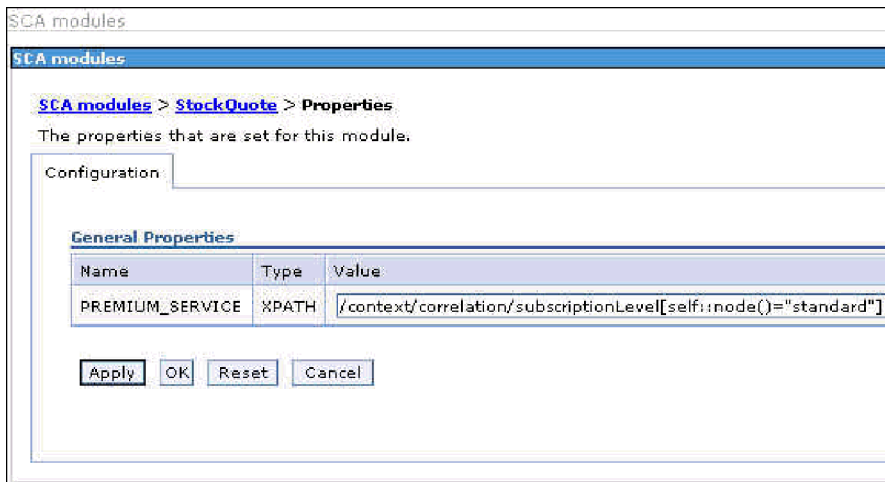 SCA modules
SCA modules
SCA modules > StockQuote > Properties
The properties that are set for this module.
Configuration
General Properties
Name Type Value
PREMIUM_SERVICE XPATH /context/correlation/subscriptionLevel[self::node()="standard"]
Apply OK Reset Cancel